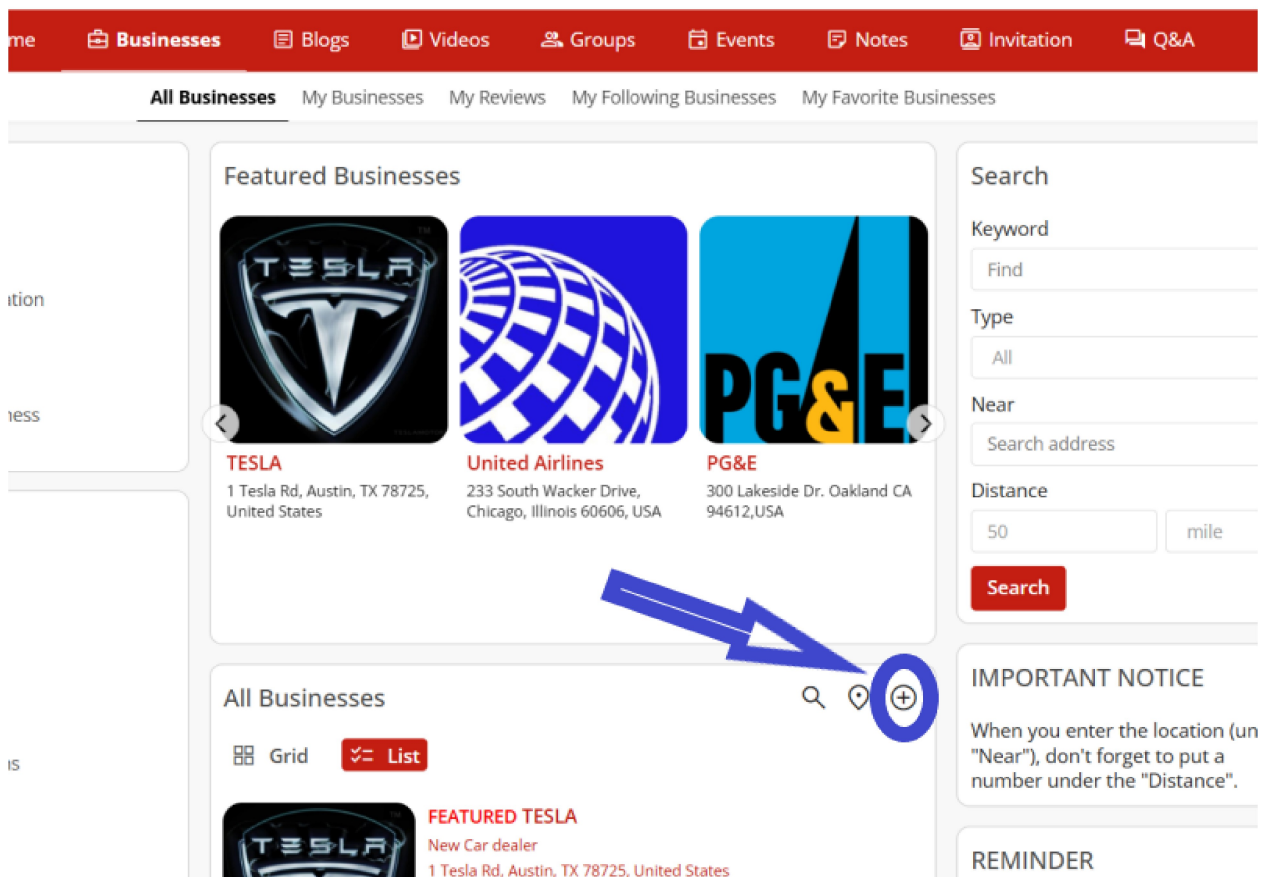 me Businesses Blogs Videos Groups Events Notes Invitation Q&A
All Businesses My Businesses My Reviews My Following Businesses My Favorite Businesses
ation
ness
ns
Featured Businesses
TESLA
TM
TESLA
1 Tesla Rd, Austin, TX 78725,
United States
United Airlines
233 South Wacker Drive,
Chicago, Illinois 60606, USA
PG&E
PG&E
300 Lakeside Dr. Oakland CA
94612,USA
All Businesses
Grid List
TESLA
FEATURED TESLA
New Car dealer
1 Tesla Rd, Austin, TX 78725, United States
Search
Keyword
Find
Type
All
Near
Search address
Distance
50 mile
Search
IMPORTANT NOTICE
When you enter the location (un
"Near"), don't forget to put a
number under the "Distance".
REMINDER